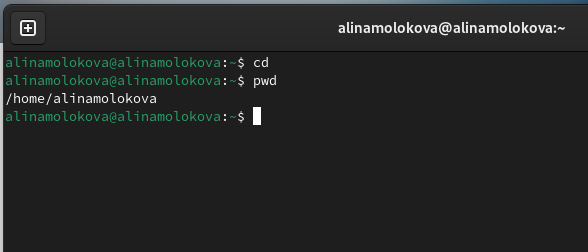 alinamolokova@alinamolokova:~
alinamolokova@alinamolokova:~$ cd
alinamolokova@alinamolokova:~$ pwd
/home/alinamolokova
alinamolokova@alinamolokova:~$